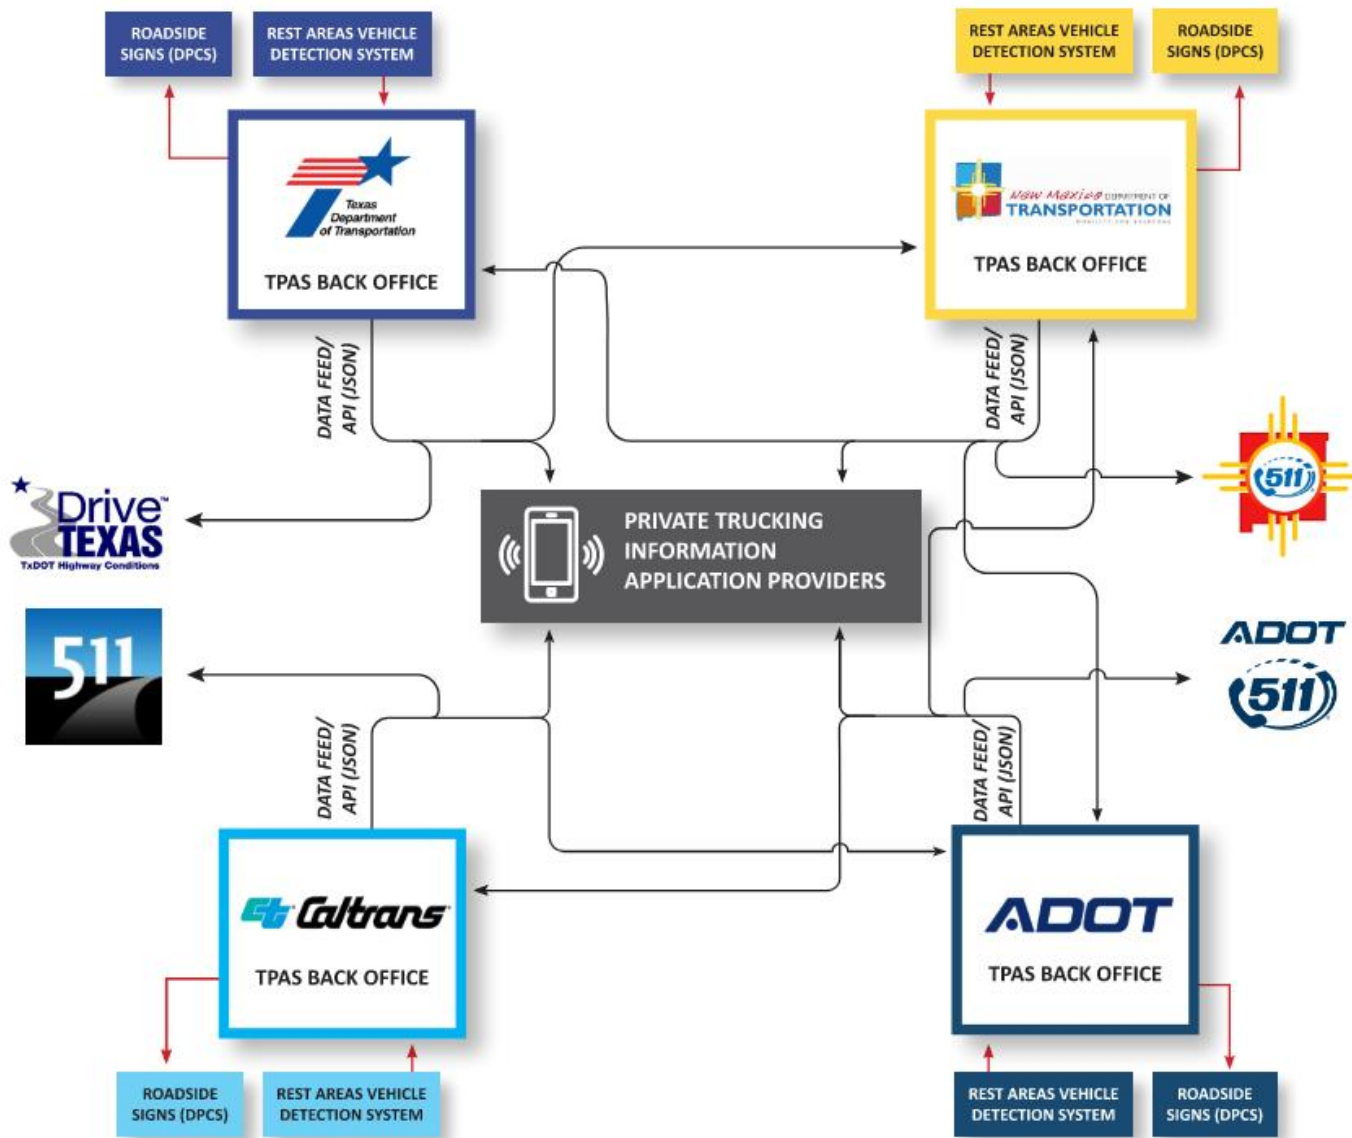 ROADSIDE
SIGNS (DPCS)
REST AREAS VEHICLE
DETECTION SYSTEM
REST AREAS VEHICLE
DETECTION SYSTEM
ROADSIDE
SIGNS (DPCS)
Texas
Department
of Transportation
TPAS BACK OFFICE
New Mexico DEPARTMENT OF
TRANSPORTATION
TPAS BACK OFFICE
DATA FEED/
API (JSON)
DATA FEED/
API (JSON)
Drive™
TEXAS
TxDOT Highway Conditions
PRIVATE TRUCKING
INFORMATION
APPLICATION PROVIDERS
511
511
ADOT
511
DATA FEED/
API (JSON)
DATA FEED/
API (JSON)
ct Caltrans
TPAS BACK OFFICE
ADOT
TPAS BACK OFFICE
ROADSIDE
SIGNS (DPCS)
REST AREAS VEHICLE
DETECTION SYSTEM
REST AREAS VEHICLE
DETECTION SYSTEM
ROADSIDE
SIGNS (DPCS)